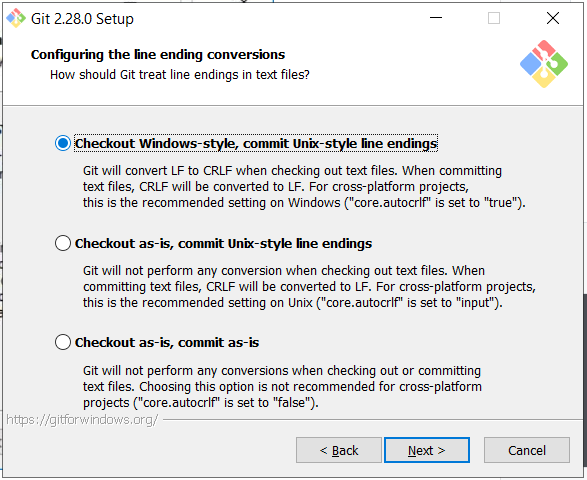 Git 2.28.0 Setup
Configuring the line ending conversions
How should Git treat line endings in text files?
Checkout Windows-style, commit Unix-style line endings
Git will convert LF to CRLF when checking out text files. When committing
text files, CRLF will be converted to LF. For cross-platform projects,
this is the recommended setting on Windows ("core.autocrlf" is set to "true").
Checkout as-is, commit Unix-style line endings
Git will not perform any conversion when checking out text files. When
committing text files, CRLF will be converted to LF. For cross-platform projects,
this is the recommended setting on Unix ("core.autocrlf" is set to "input").
Checkout as-is, commit as-is
Git will not perform any conversions when checking out or committing
text files. Choosing this option is not recommended for cross-platform
projects ("core.autocrlf" is set to "false").
https://gitforwindows.org/
< Back
Next >
Cancel